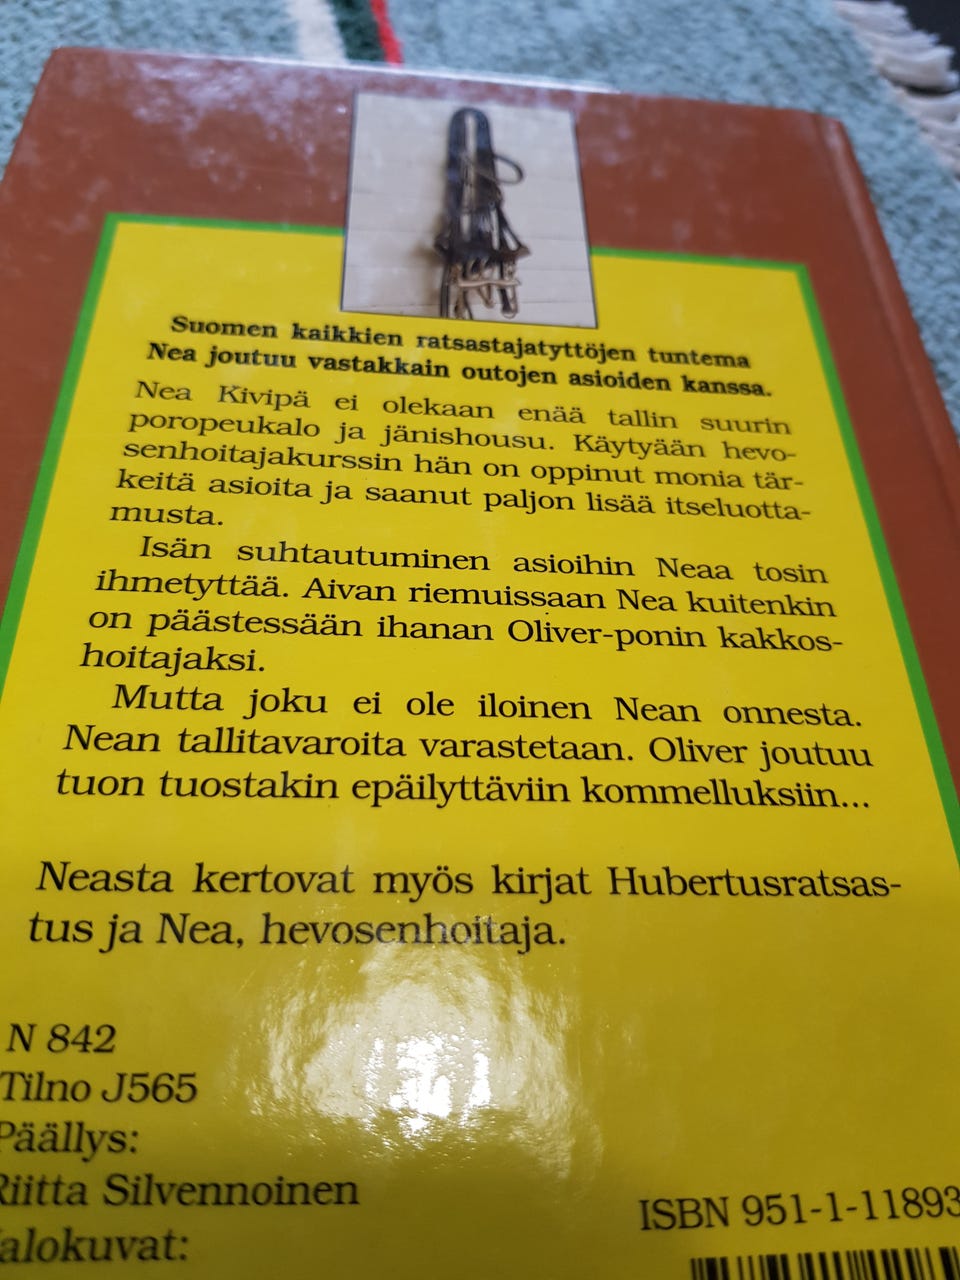 Suomen kaikkien ratsastajatyttöjen tuntema
Nea joutuu vastakkain outojen asioiden kanssa.
Nea Kivipä ei olekaan enää tallin suurin
poropeukalo ja jänishousu. Käytyään hevo-
senhoitajakurssin hän on oppinut monia tär-
keitä asioita ja saanut paljon lisää itseluotta-
musta.
Isän suhtautuminen asioihin Neaa tosin
ihmetyttää. Aivan riemuissaan Nea kuitenkin
on päästessään ihanan Oliver-ponin kakkos-
hoitajaksi.
Mutta joku ei ole iloinen Nean onnesta.
Nean tallitavaroita varastetaan. Oliver joutuu
tuon tuostakin epäilyttäviin kommelluksiin...
Neasta kertovat myös kirjat Hubertusratsas-
tus ja Nea, hevosenhoitaja.
N 842
Tilno J565
Päällys:
Riitta Silvennoinen
alokuvat:
ISBN 951-1-11893